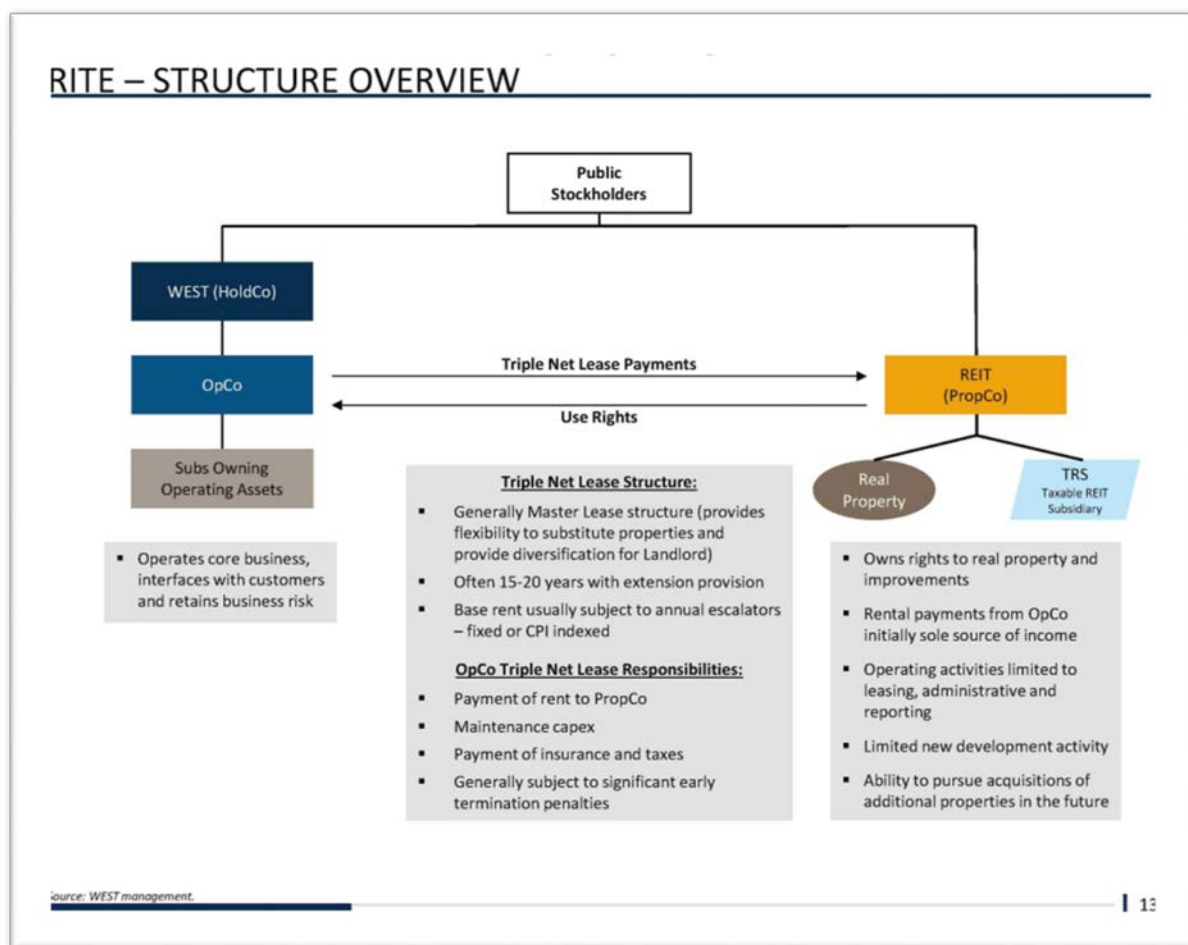 RITE – STRUCTURE OVERVIEW
Public
Stockholders
WEST (HoldCo)
OpCo
Triple Net Lease Payments
Use Rights
REIT
(PropCo)
Subs Owning
Operating Assets
Real
Property
TRS
Taxable REIT
Subsidiary
▪ Operates core business,
interfaces with customers
and retains business risk
Triple Net Lease Structure:
▪ Generally Master Lease structure (provides
flexibility to substitute properties and
provide diversification for Landlord)
▪ Often 15-20 years with extension provision
▪ Base rent usually subject to annual escalators
– fixed or CPI indexed
OpCo Triple Net Lease Responsibilities:
▪ Payment of rent to PropCo
▪ Maintenance capex
▪ Payment of insurance and taxes
▪ Generally subject to significant early
termination penalties
▪ Owns rights to real property and
improvements
▪ Rental payments from OpCo
initially sole source of income
▪ Operating activities limited to
leasing, administrative and
reporting
▪ Limited new development activity
▪ Ability to pursue acquisitions of
additional properties in the future
ource: WEST management.
13